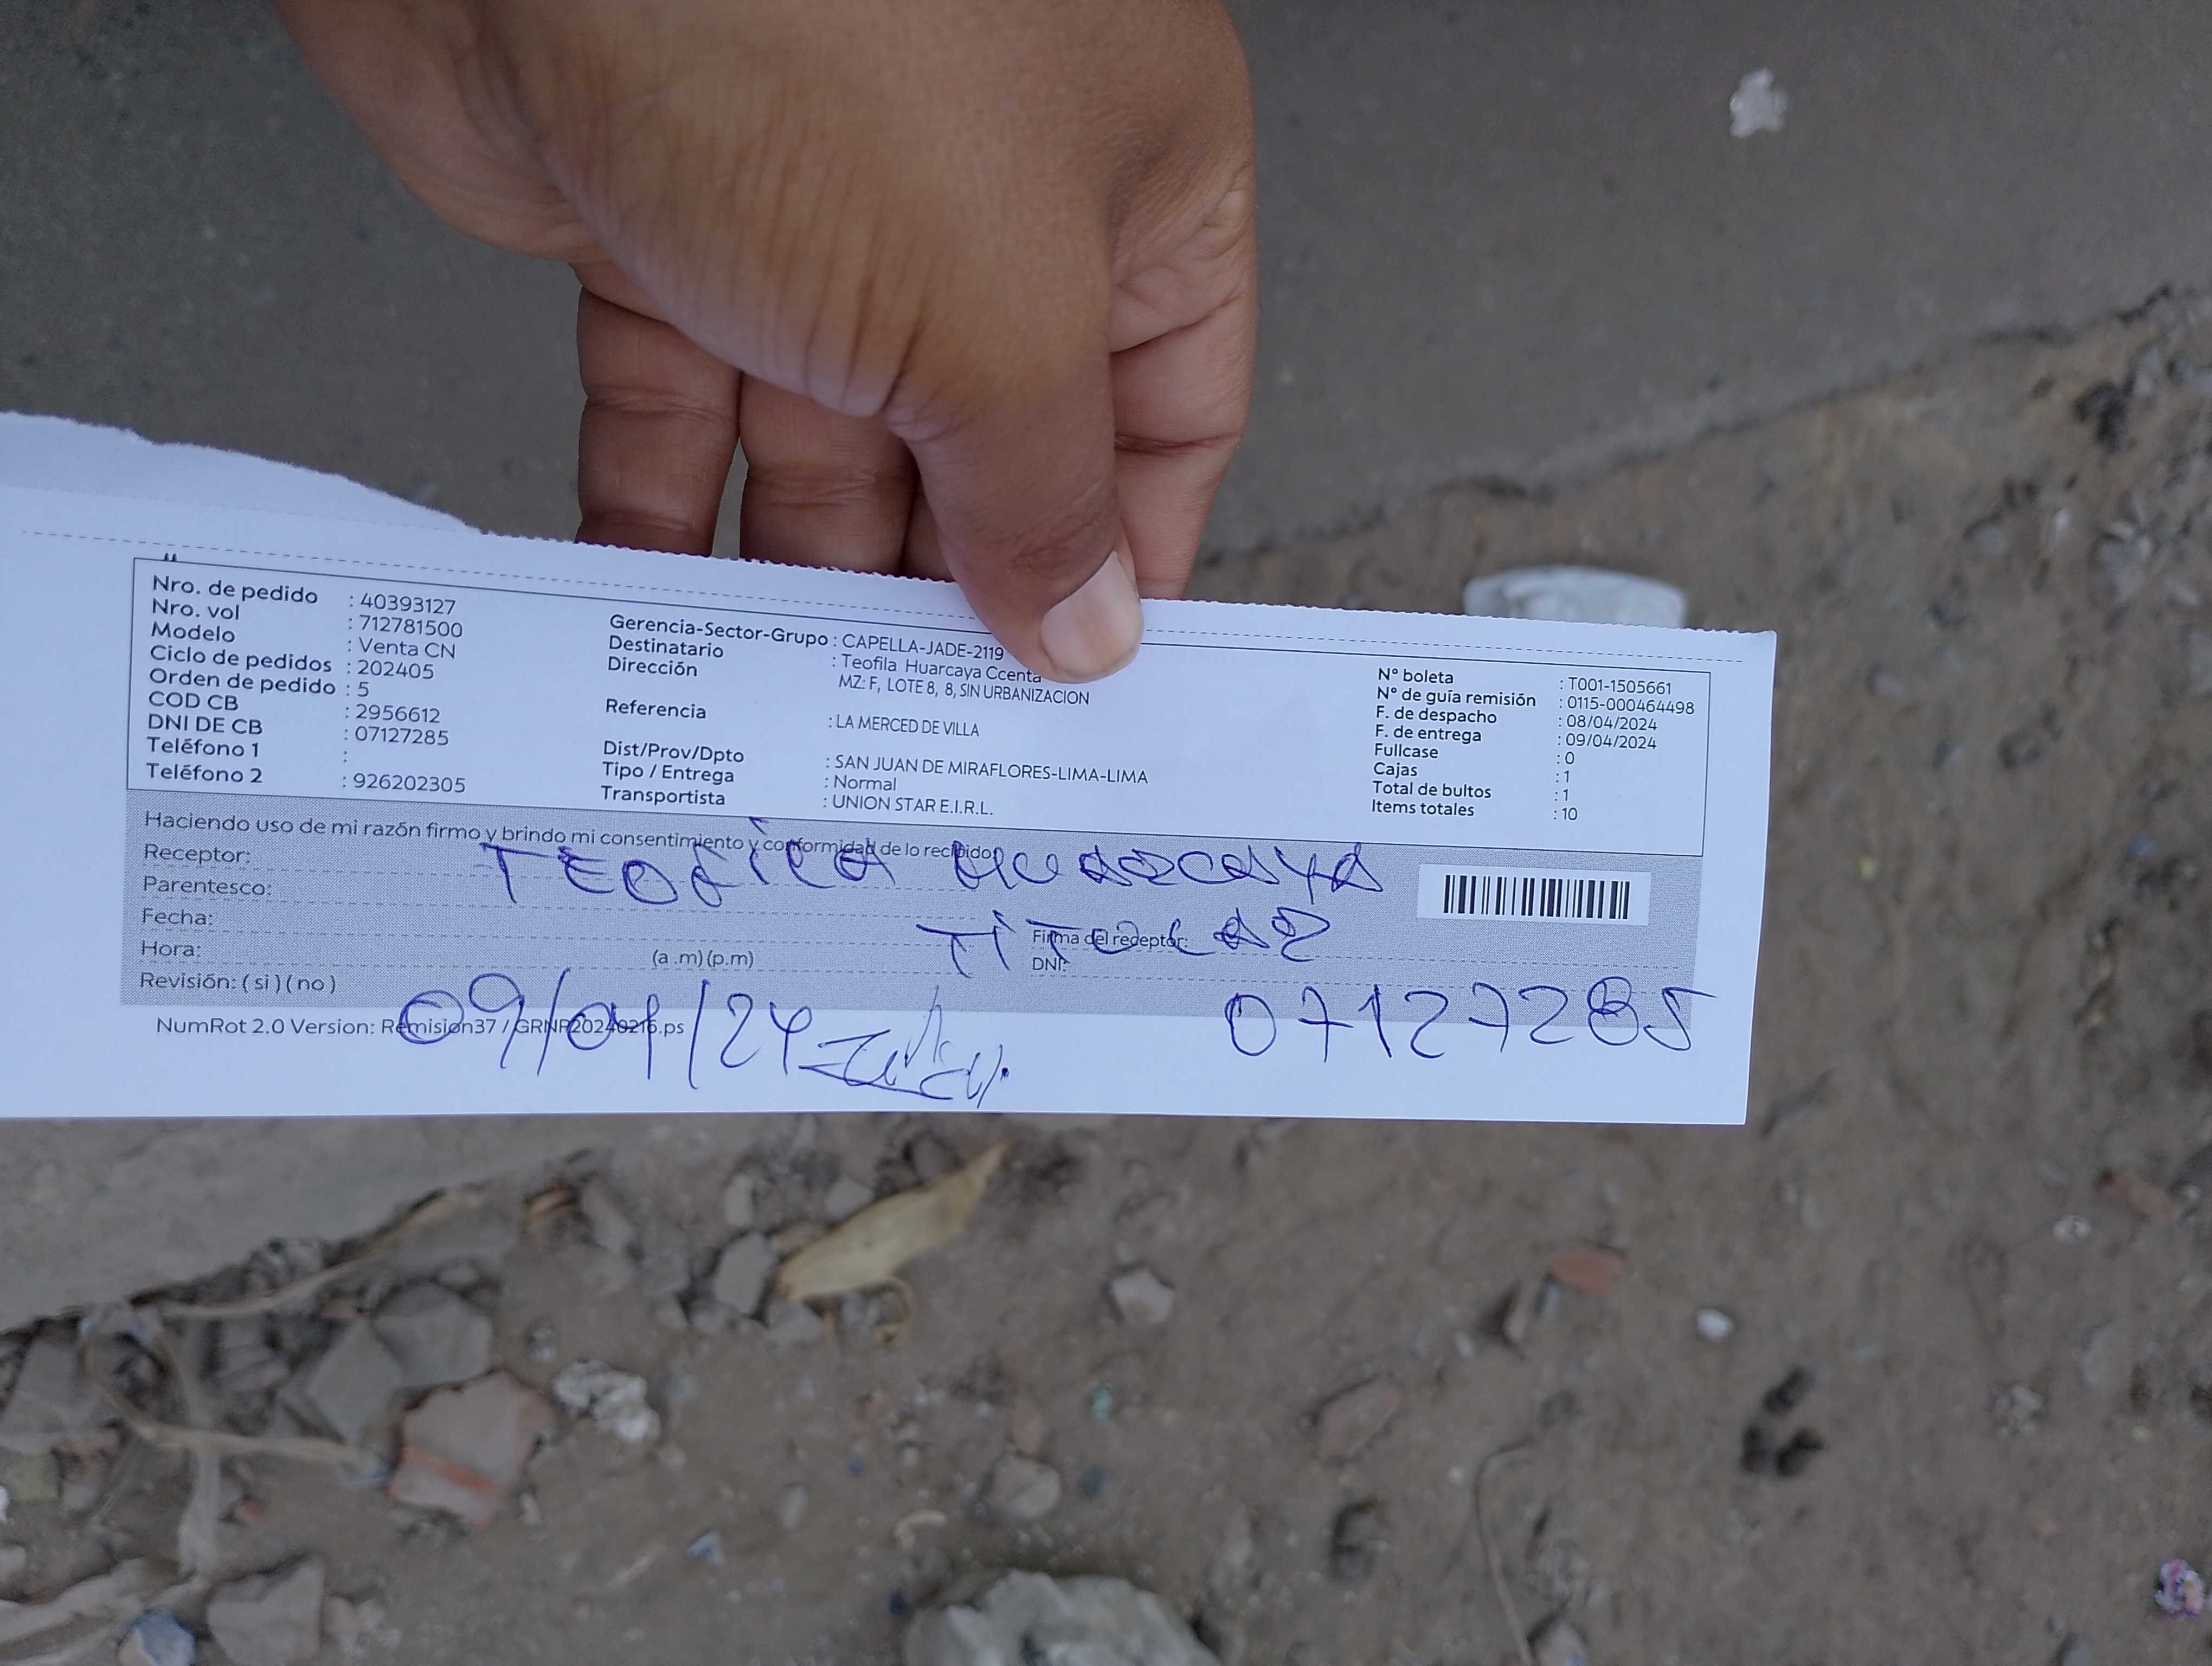 Nro. de pedido : 40393127
Nro. vol : 712781500
Modelo : Venta CN
Ciclo de pedidos : 202405
Orden de pedido : 5
COD CB : 2956612
DNI DE CB : 07127285
Teléfono 1 :
Teléfono 2 : 926202305
Gerencia-Sector-Grupo : CAPELLA-JADE-2119
Destinatario : Teofila Huarcaya Ccenta
Dirección MZ: F, LOTE 8, 8, SIN URBANIZACION
Referencia : LA MERCED DE VILLA
Dist/Prov/Dpto : SAN JUAN DE MIRAFLORES-LIMA-LIMA
Tipo / Entrega : Normal
Transportista : UNION STAR E.I.R.L.
N° boleta : T001-1505661
N° de guía remisión : 0115-000464498
F. de despacho : 08/04/2024
F. de entrega : 09/04/2024
Fullcase : 0
Cajas : 1
Total de bultos : 1
Items totales : 10
Haciendo uso de mi razón firmo y brindo mi consentimiento y conformidad de lo recibido
Receptor: TEOFILA HUARCAYA
Parentesco:
Fecha: TITULAR
Firma del receptor:
Hora: (a .m) (p.m)
DNI:
Revisión: ( si ) ( no )
09/04/24 07127285
NumRot 2.0 Version: Remision37 / GRNP20240216.ps